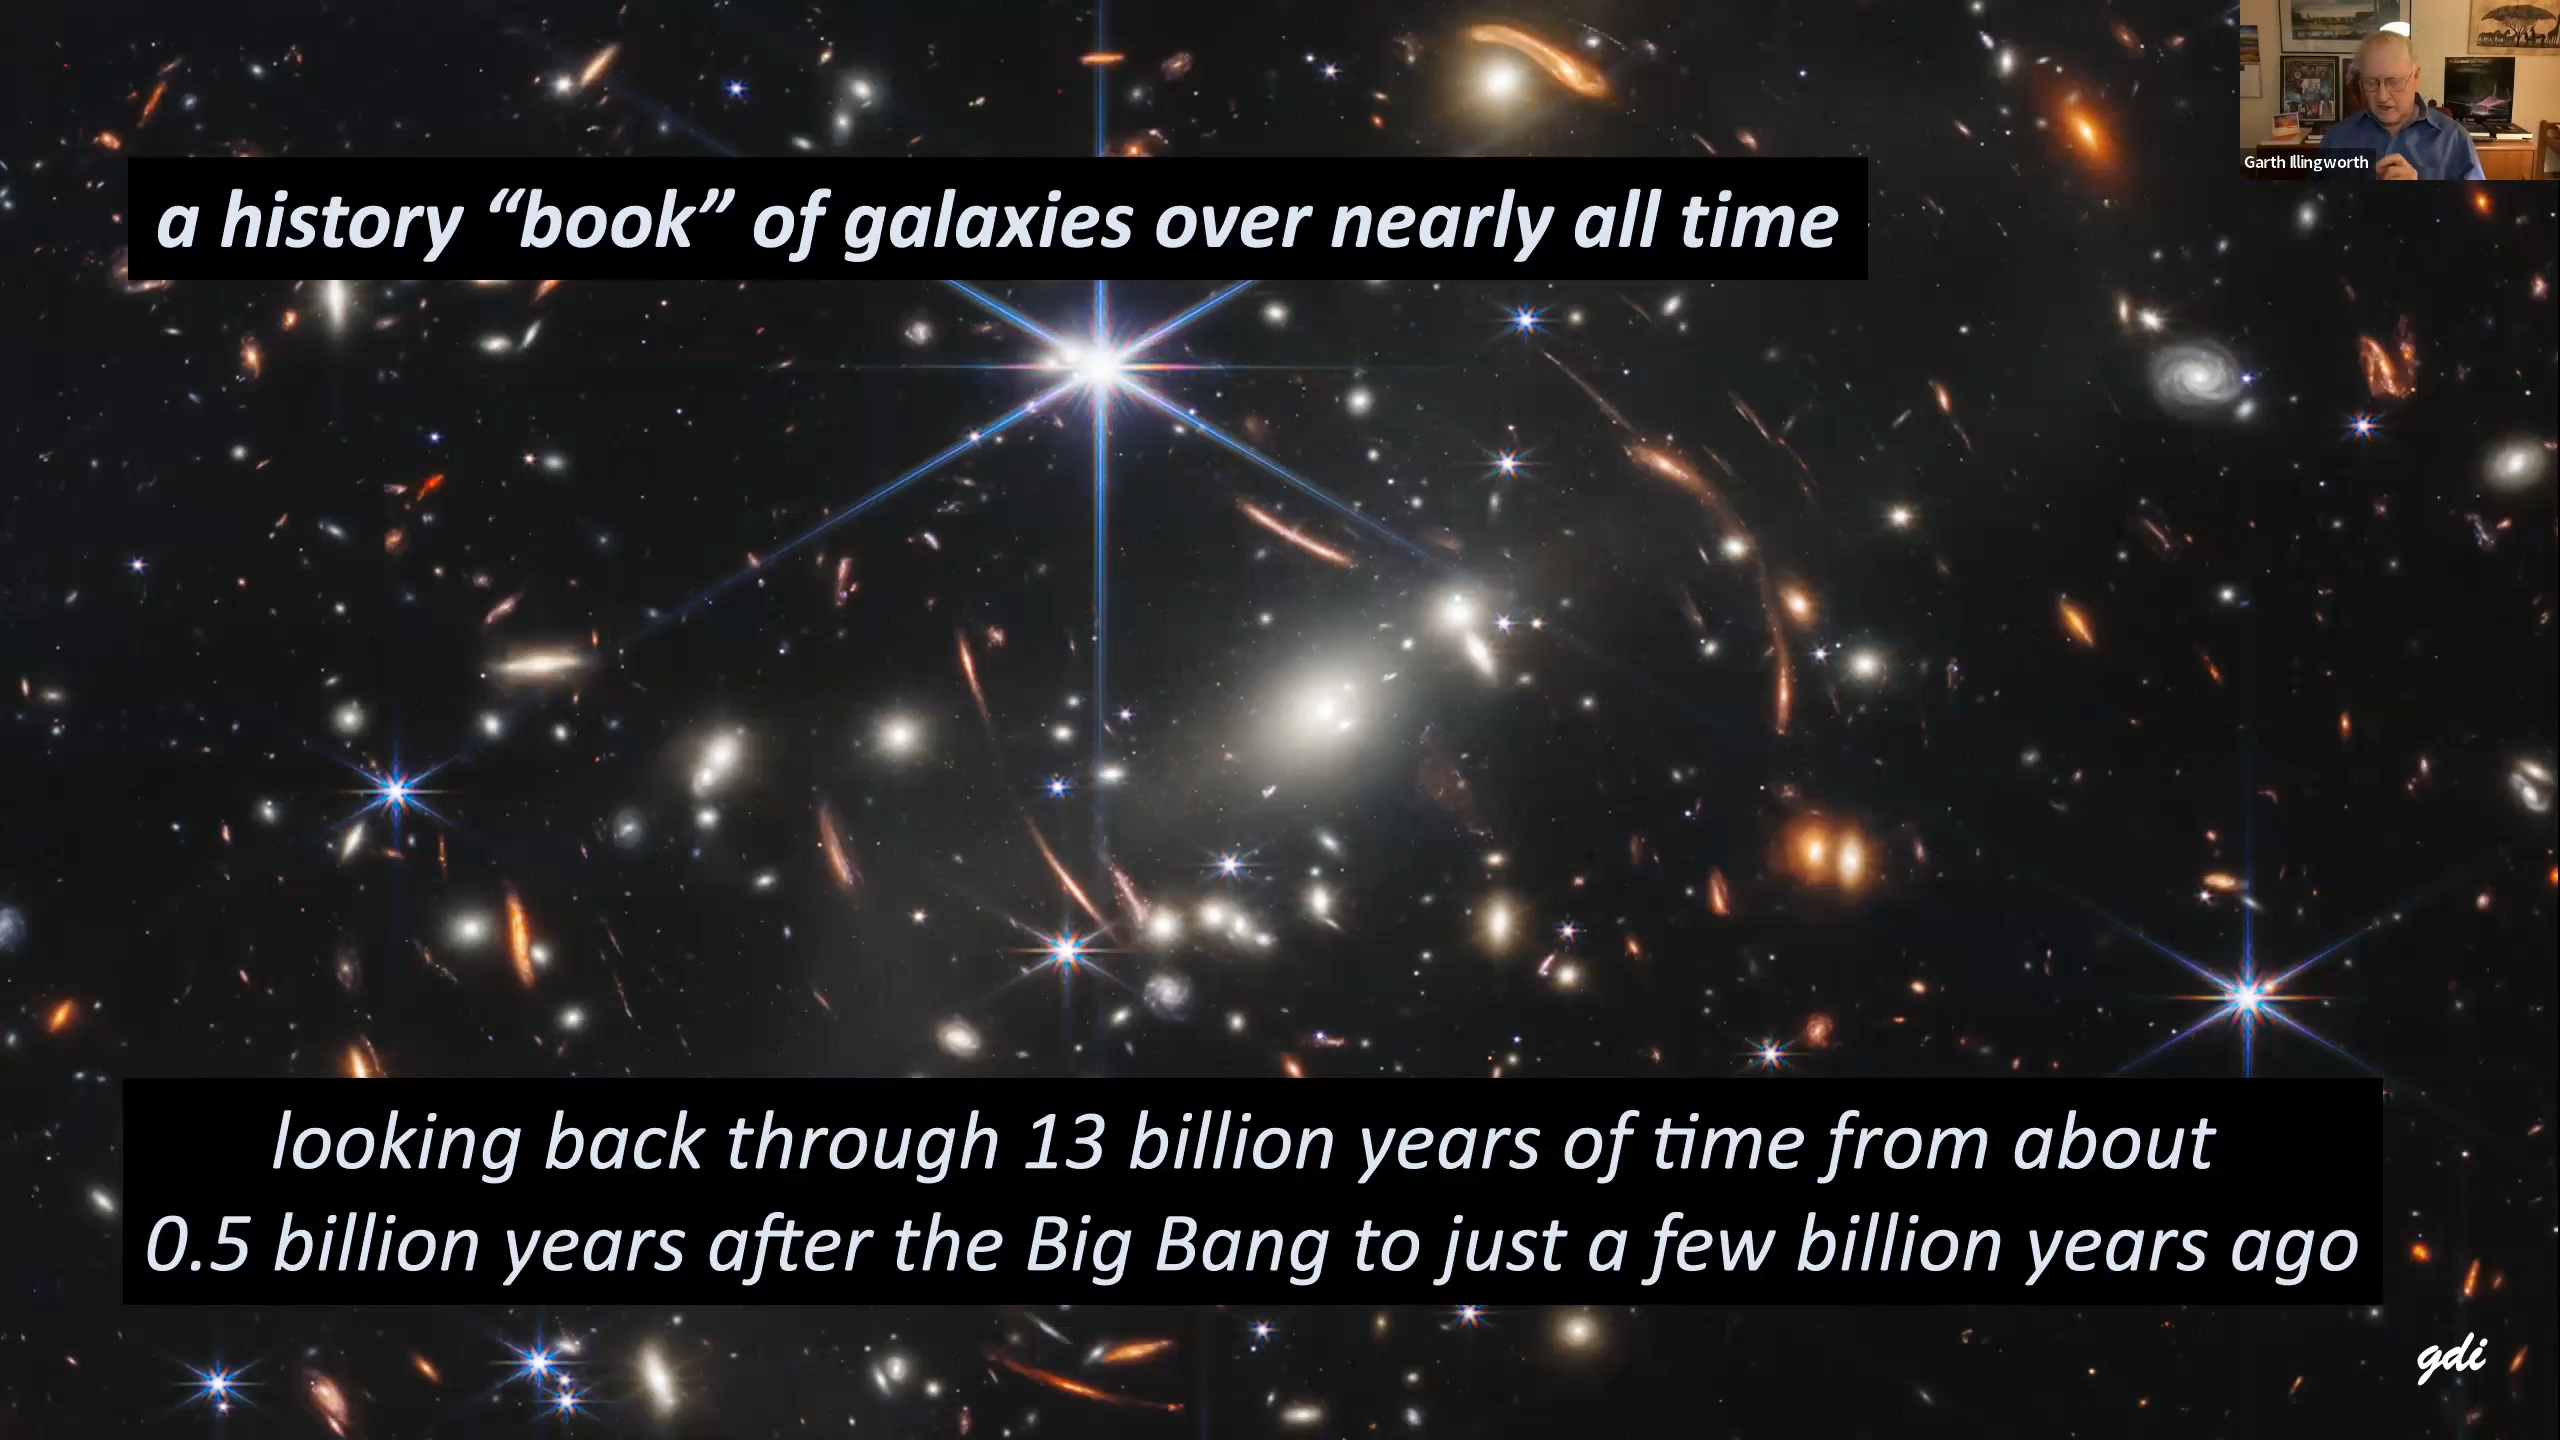 Garth Illingworth
a history “book” of galaxies over nearly all time
looking back through 13 billion years of time from about
0.5 billion years after the Big Bang to just a few billion years ago
gdi